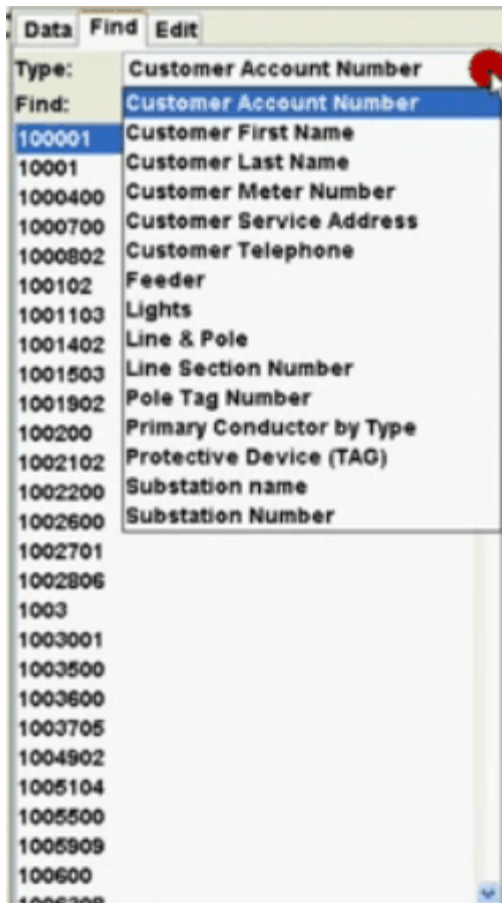 Data Find Edit
Type: Customer Account Number
Find: Customer Account Number
100001 Customer First Name
10001 Customer Last Name
1000400 Customer Meter Number
1000700 Customer Service Address
1000802 Customer Telephone
100102 Feeder
1001103 Lights
1001402 Line & Pole
1001503 Line Section Number
1001902 Pole Tag Number
100200 Primary Conductor by Type
1002102 Protective Device (TAG)
1002200 Substation name
1002600 Substation Number
1002701
1002806
1003
1003001
1003500
1003600
1003705
1004902
1005104
1005500
1005909
100600